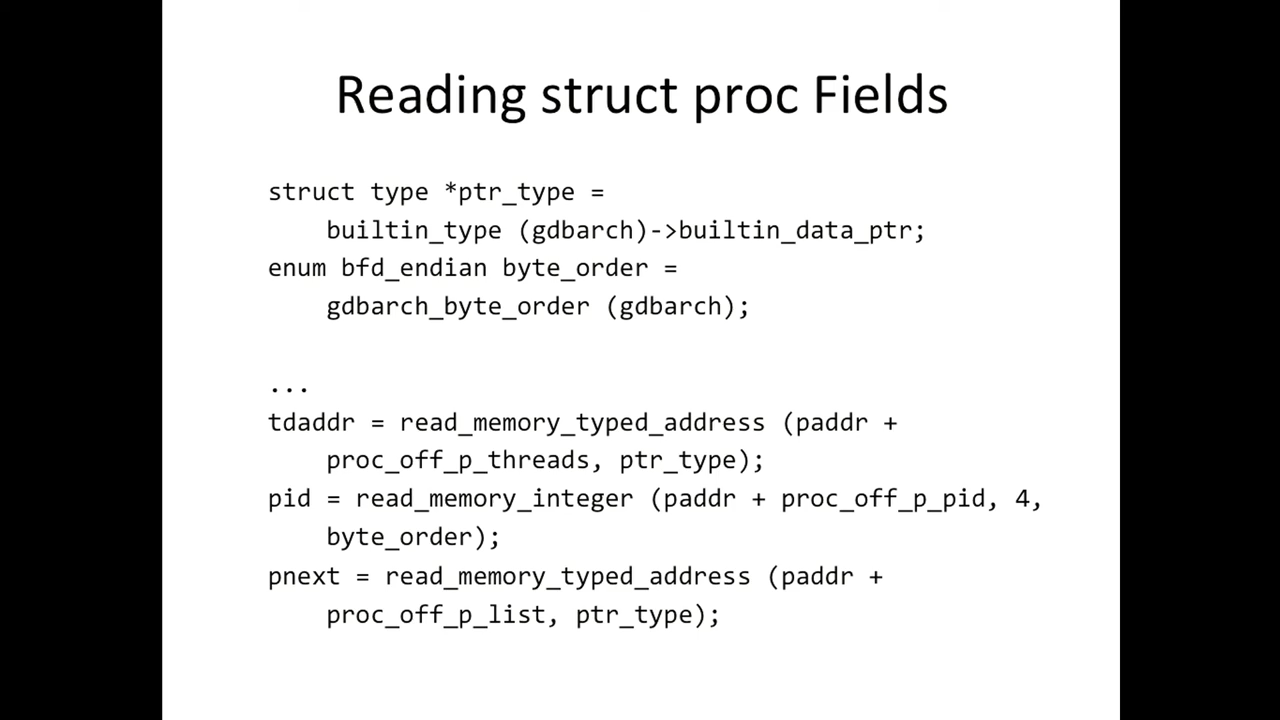 Reading struct proc Fields
struct type *ptr_type =
builtin_type (gdbarch)->builtin_data_ptr;
enum bfd_endian byte_order =
gdbarch_byte_order (gdbarch);
...
tdaddr = read_memory_typed_address (paddr +
proc_off_p_threads, ptr_type);
pid = read_memory_integer (paddr + proc_off_p_pid, 4,
byte_order);
pnext = read_memory_typed_address (paddr +
proc_off_p_list, ptr_type);